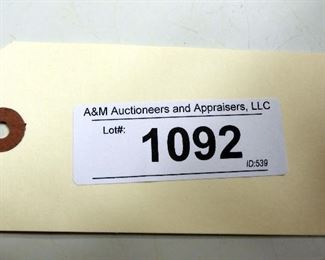 A&M Auctioneers and Appraisers, LLC
Lot#:
1092
ID:539